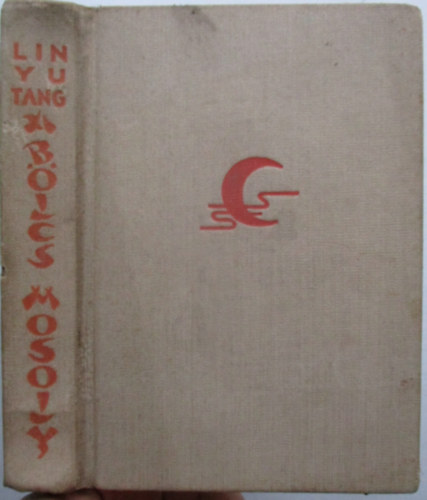 LIN
YU
TANG
A
BÖLCS
MOSOLY